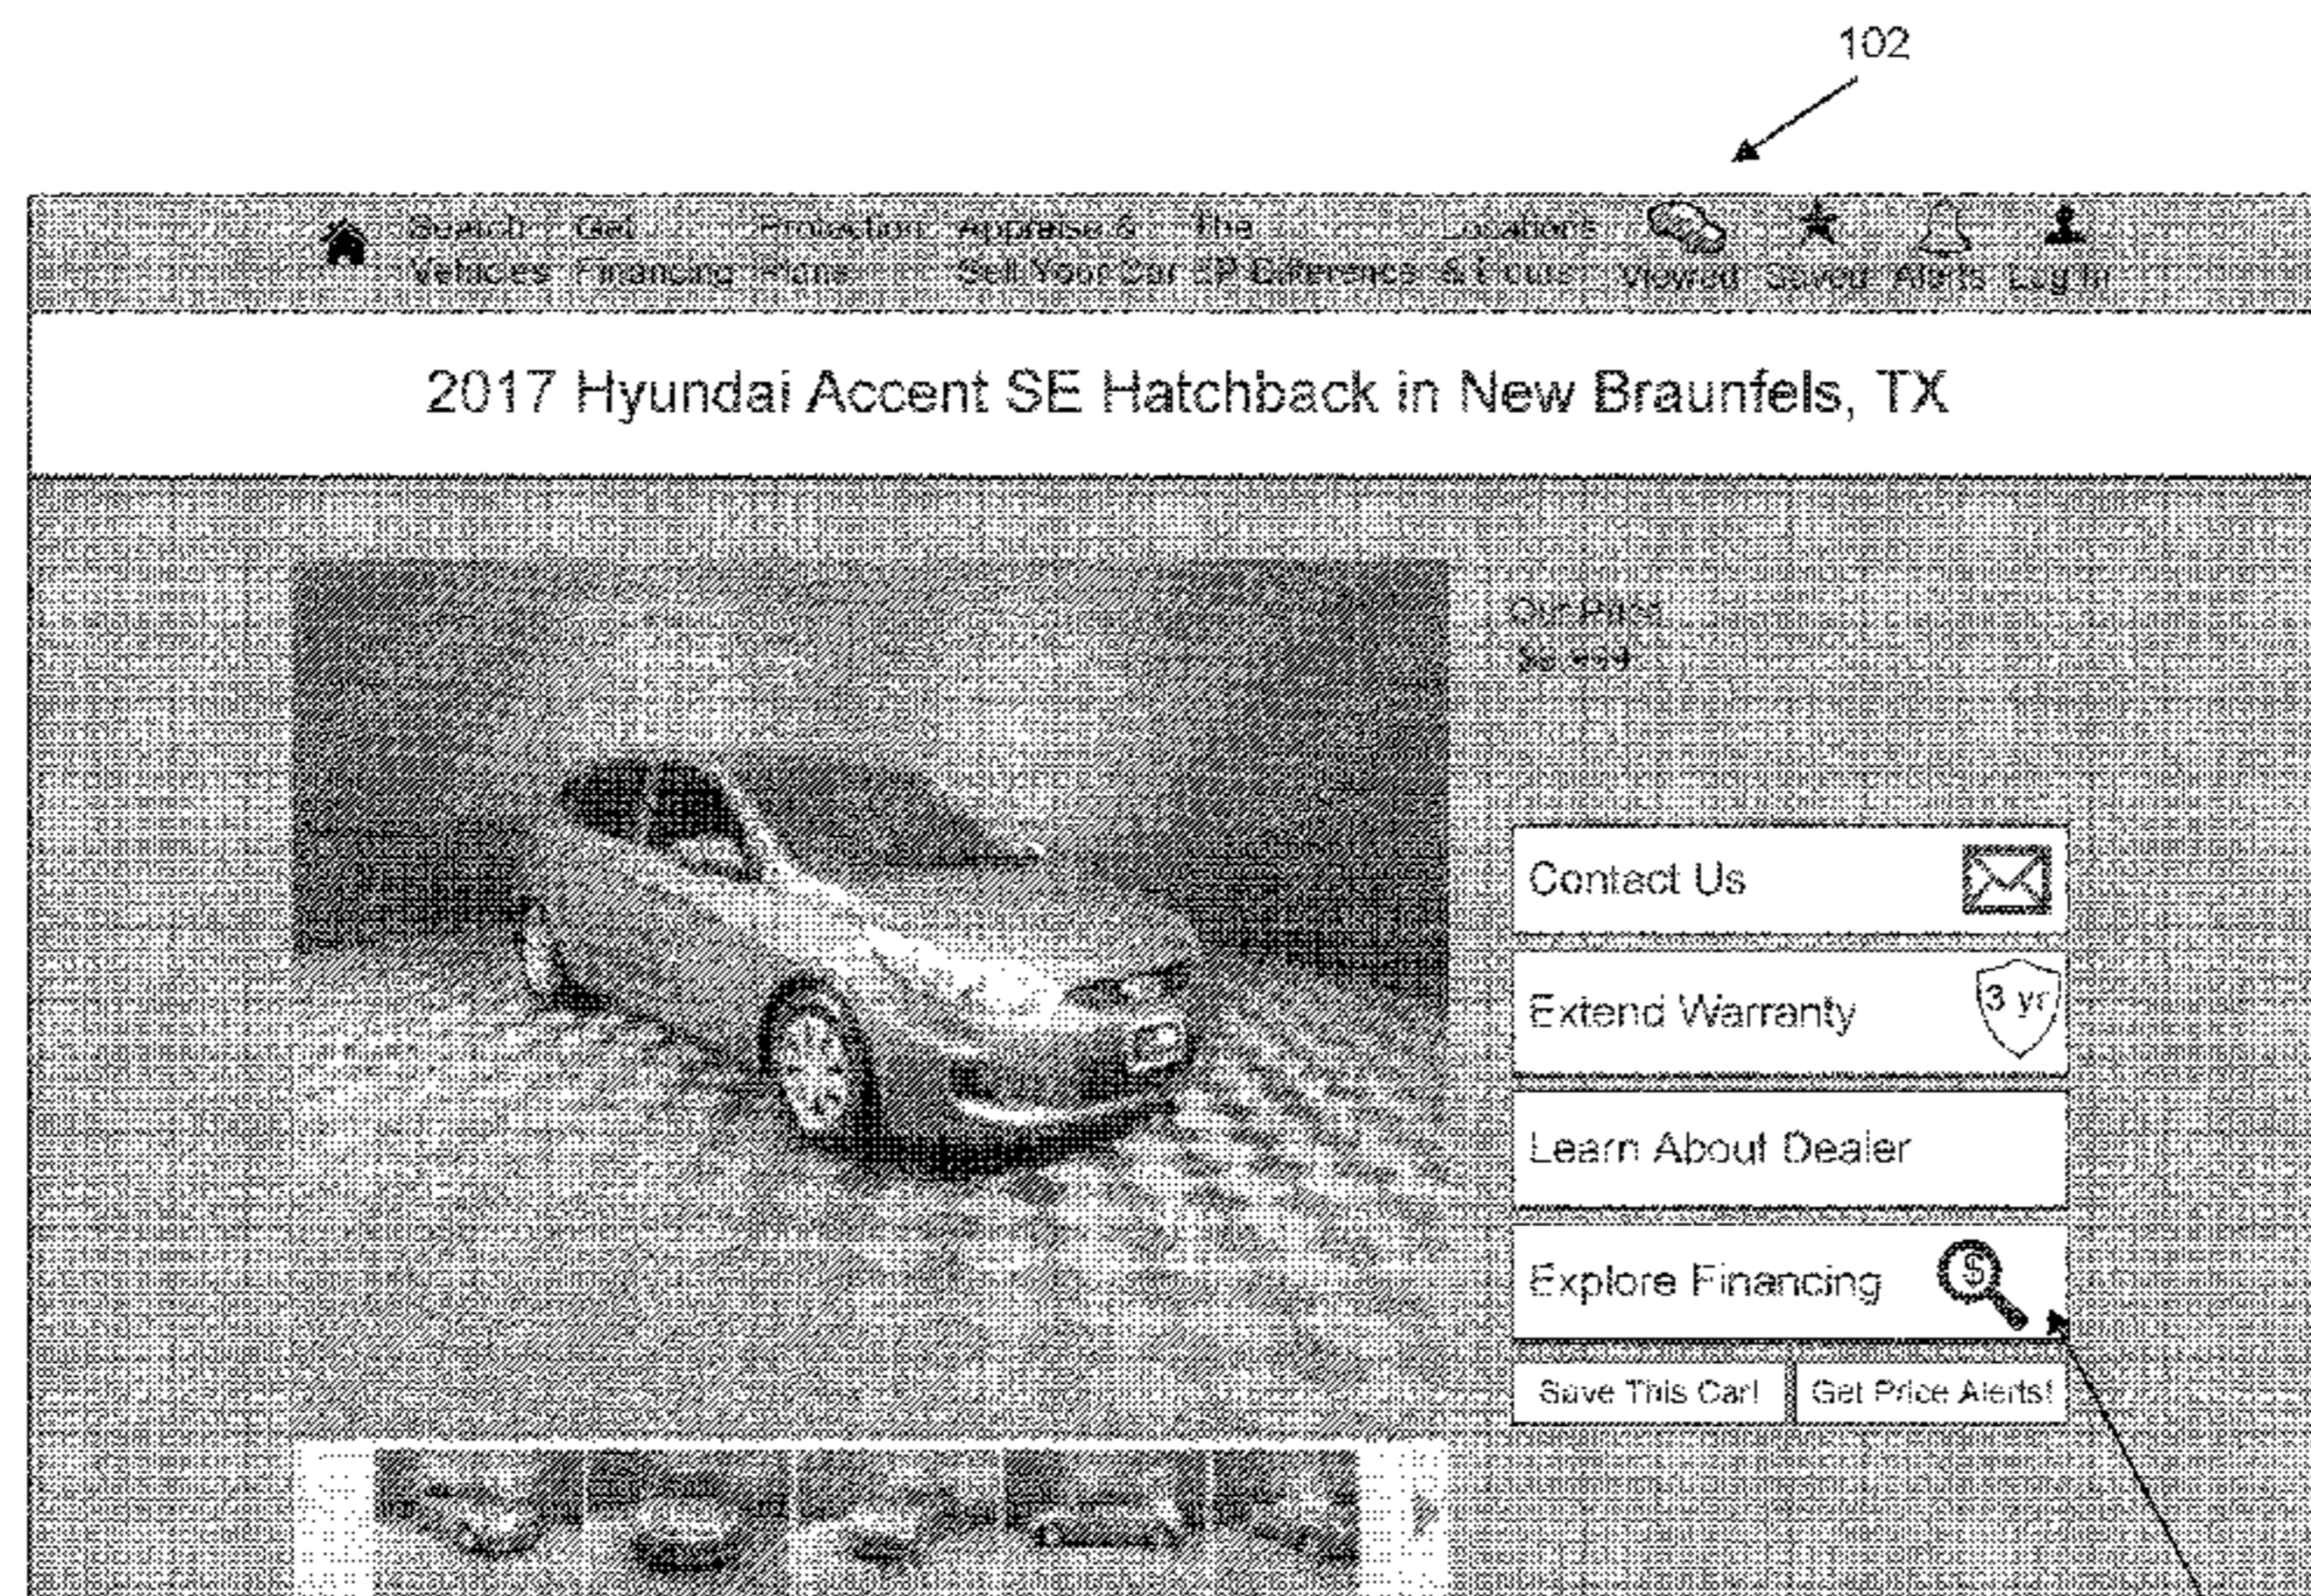 102
Search Get Protection Appraise & The Locations
Vehicles Financing Plans Sell Your Car Difference & Hours Viewed Saved Alerts Log In
2017 Hyundai Accent SE Hatchback in New Braunfels, TX
Our Price
Contact Us
Extend Warranty
3 yr
Learn About Dealer
Explore Financing
$
Save This Car!
Get Price Alerts!